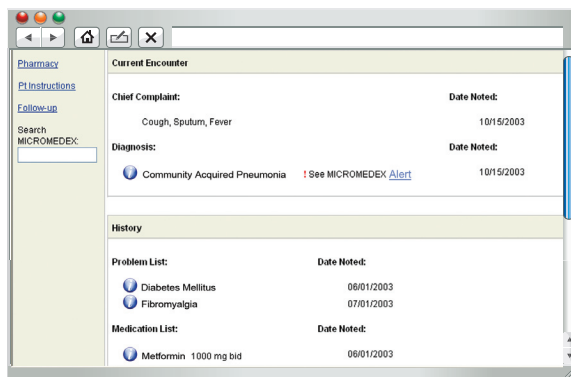 Pharmacy
Pt Instructions
Follow-up
Search
MICROMEDEX:
Current Encounter
Chief Complaint: Date Noted:
Cough, Sputum, Fever 10/15/2003
Diagnosis: Date Noted:
Community Acquired Pneumonia ! See MICROMEDEX Alert 10/15/2003
History
Problem List: Date Noted:
Diabetes Mellitus 06/01/2003
Fibromyalgia 07/01/2003
Medication List: Date Noted:
Metformin 1000 mg bid 06/01/2003